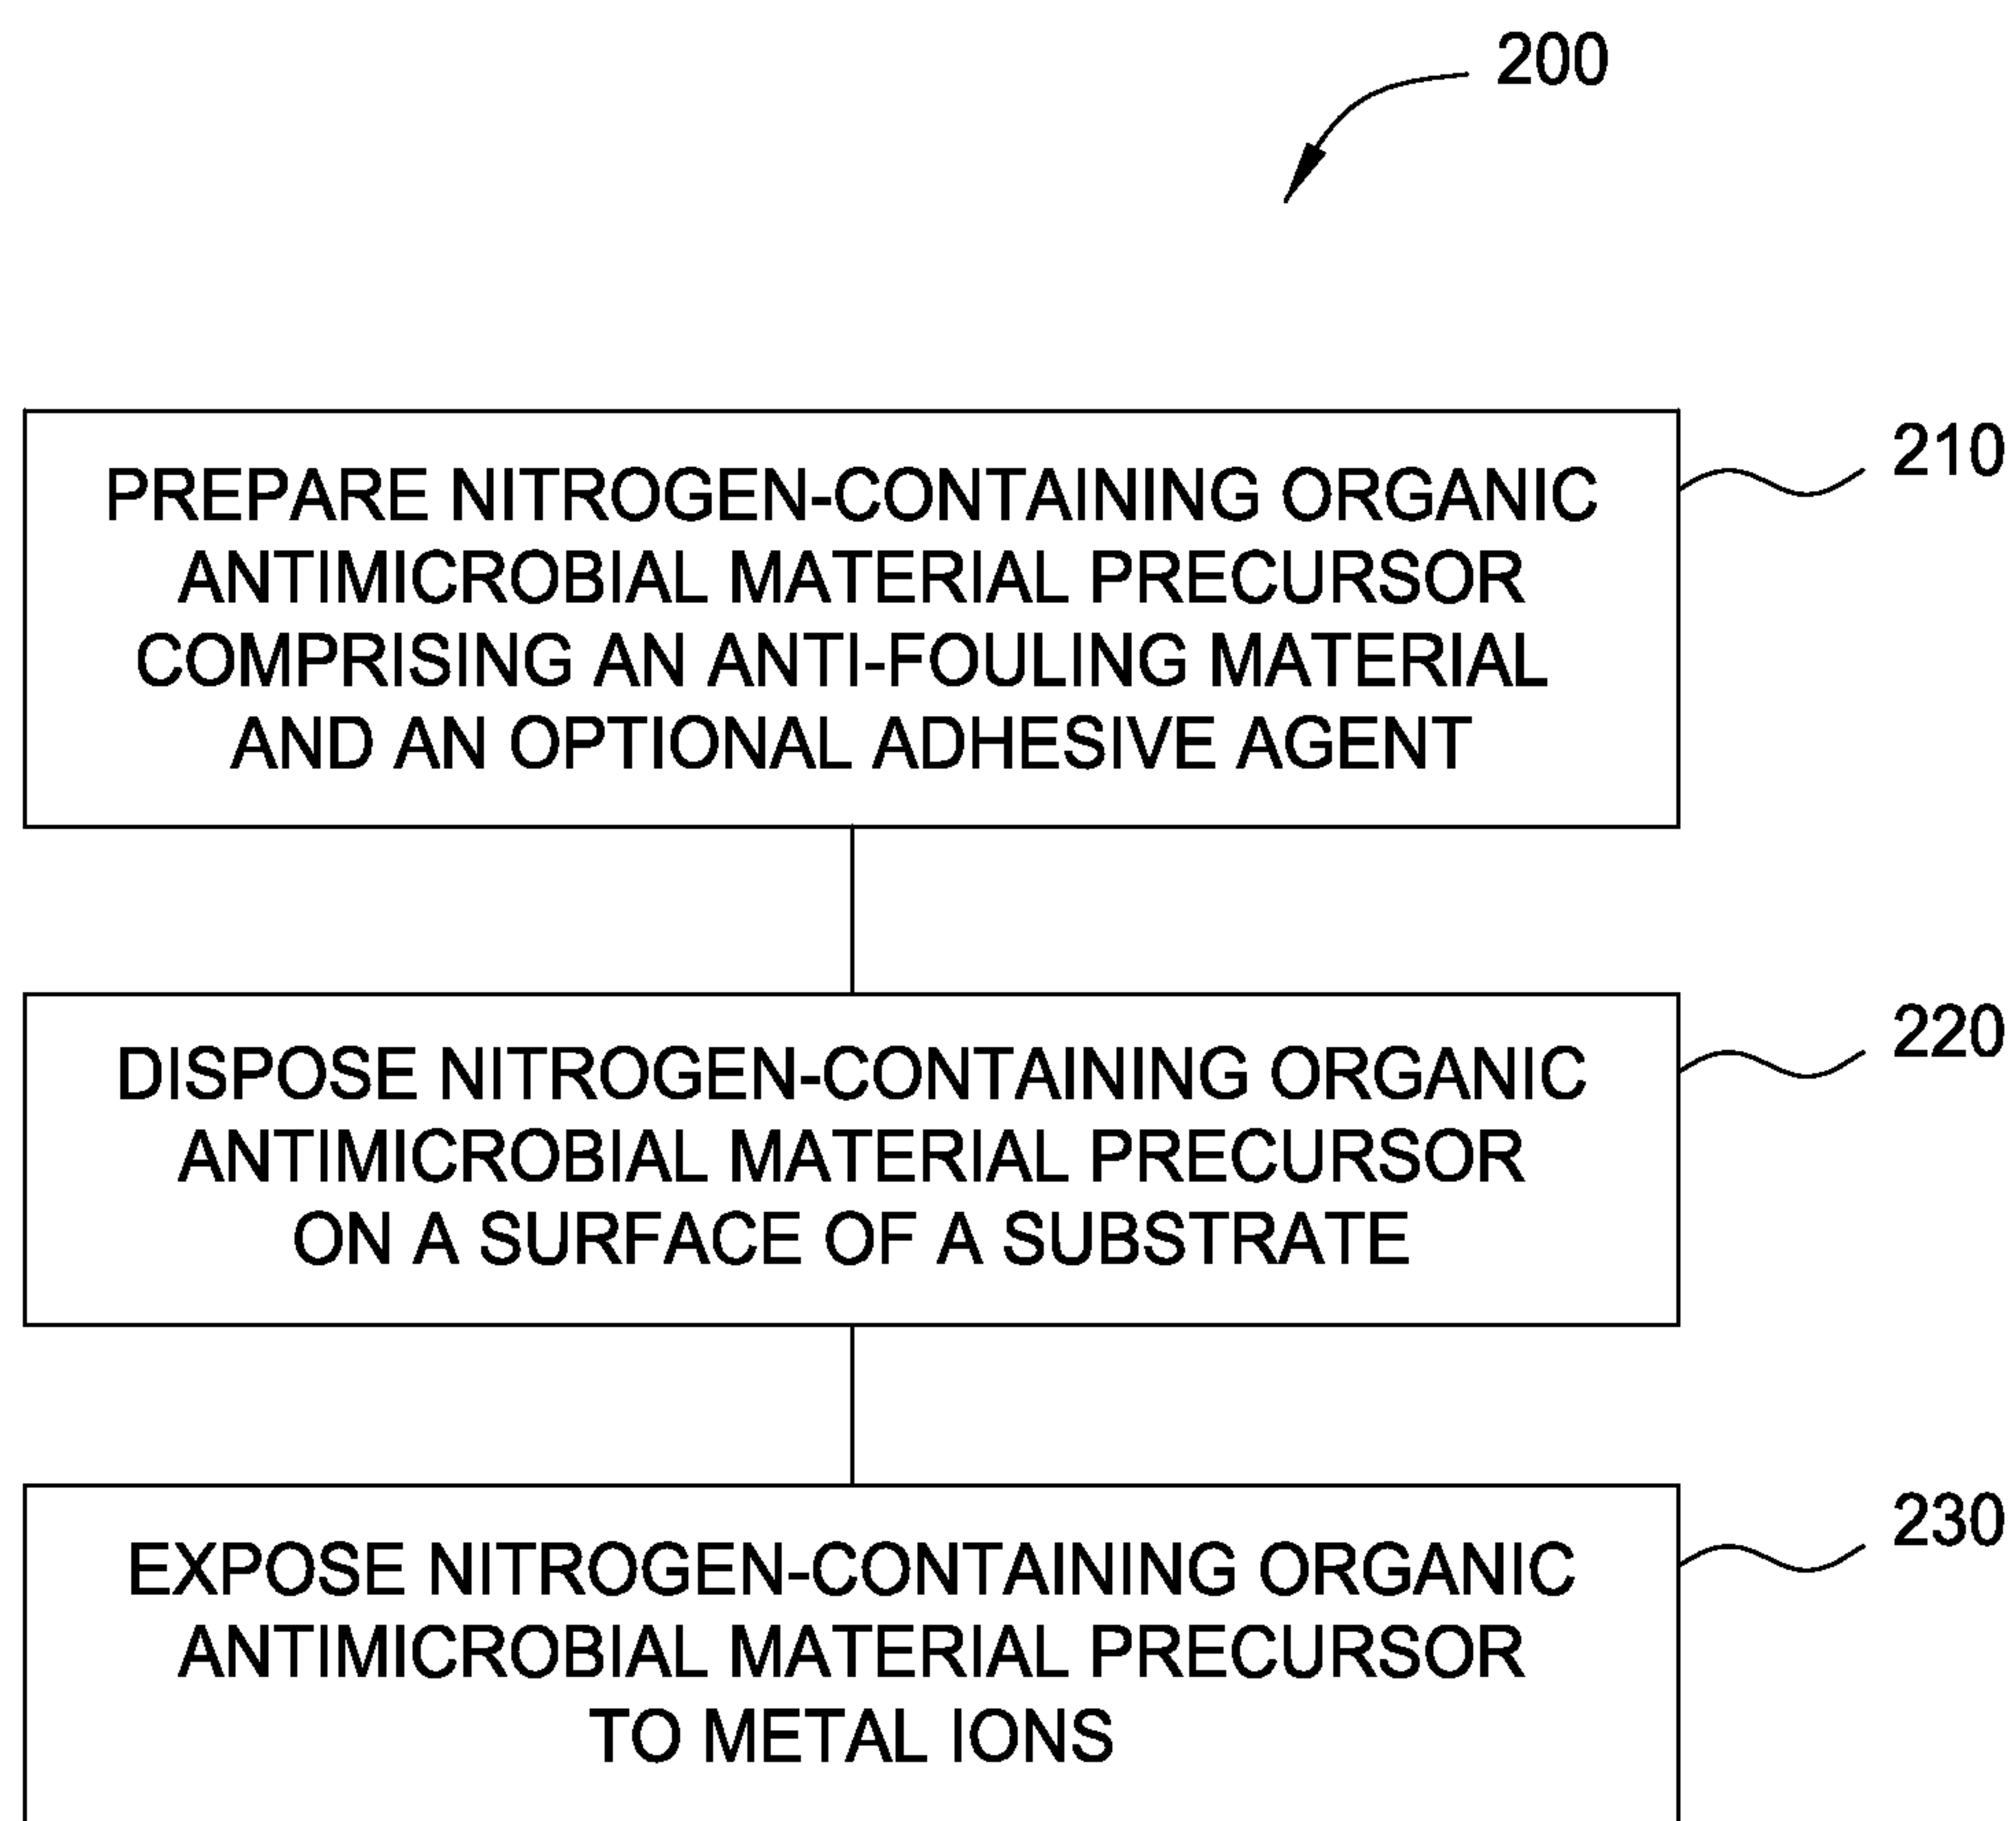 200
PREPARE NITROGEN-CONTAINING ORGANIC
ANTIMICROBIAL MATERIAL PRECURSOR
COMPRISING AN ANTI-FOULING MATERIAL
AND AN OPTIONAL ADHESIVE AGENT
210
DISPOSE NITROGEN-CONTAINING ORGANIC
ANTIMICROBIAL MATERIAL PRECURSOR
ON A SURFACE OF A SUBSTRATE
220
EXPOSE NITROGEN-CONTAINING ORGANIC
ANTIMICROBIAL MATERIAL PRECURSOR
TO METAL IONS
230